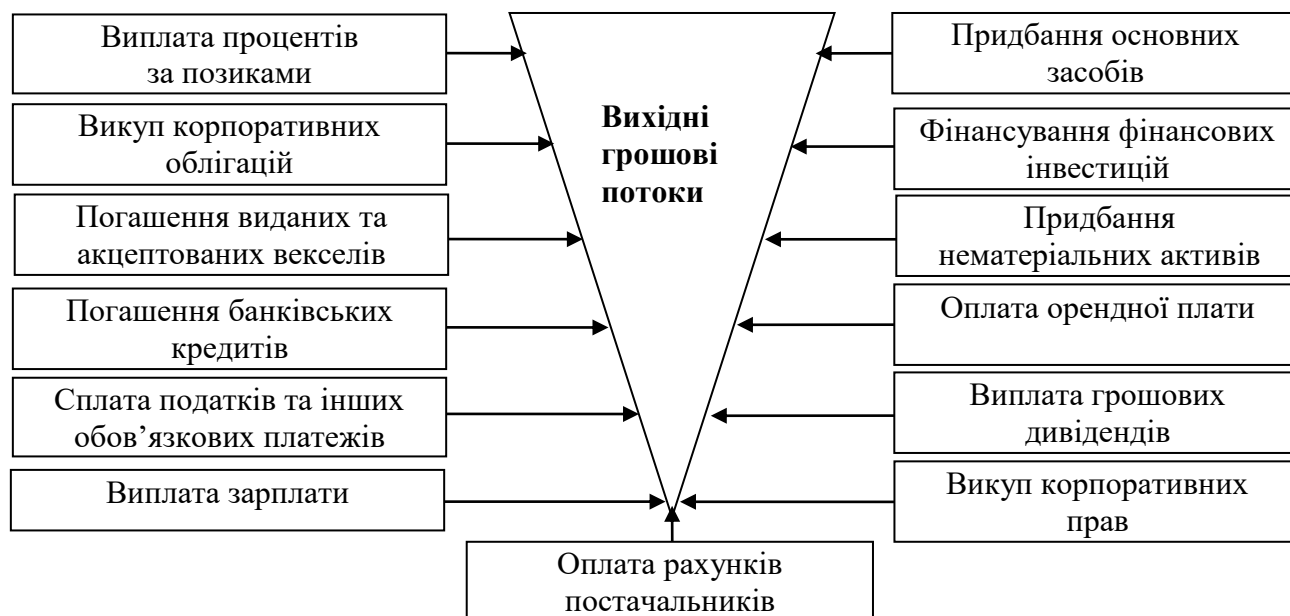 Виплата процентів
за позиками
Викуп корпоративних
облігацій
Погашення виданих та
акцептованих векселів
Погашення банківських
кредитів
Сплата податків та інших
обов’язкових платежів
Виплата зарплати
Вихідні
грошові
потоки
Придбання основних
засобів
Фінансування фінансових
інвестицій
Придбання
нематеріальних активів
Оплата орендної плати
Виплата грошових
дивідендів
Викуп корпоративних
прав
Оплата рахунків
постачальників